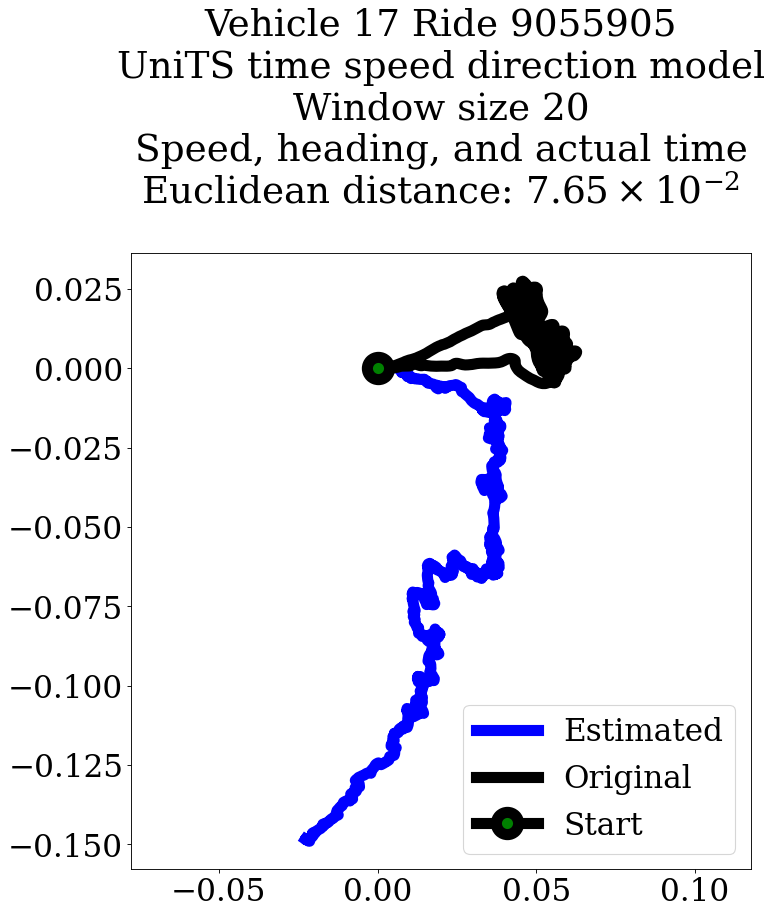 Vehicle 17 Ride 9055905
UniTS time speed direction model
Window size 20
Speed, heading, and actual time
Euclidean distance: 7.65 × 10⁻²
0.025
0.000
−0.025
−0.050
−0.075
−0.100
−0.125
−0.150
Estimated
Original
Start
−0.05 0.00 0.05 0.10